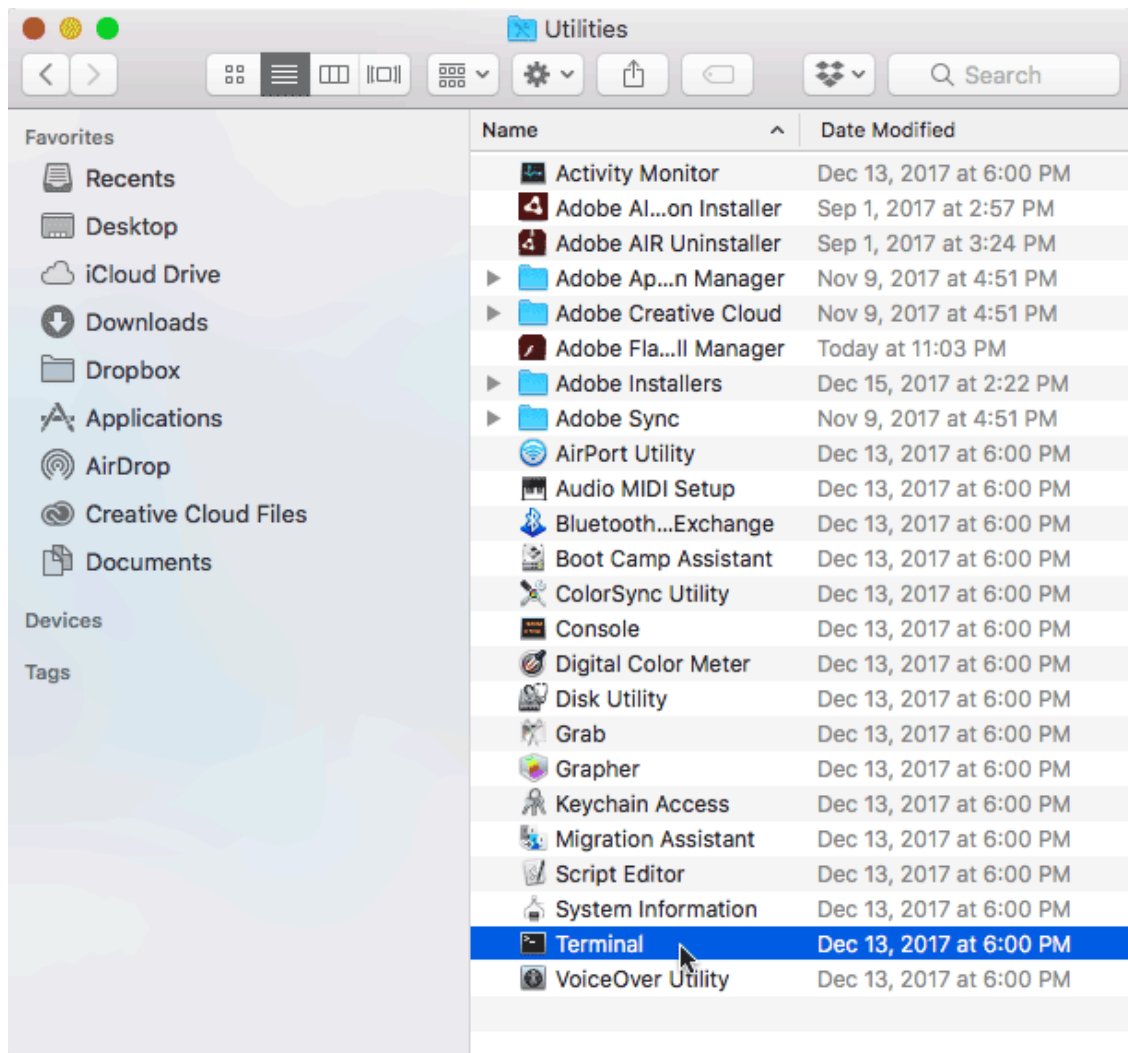 Utilities
Search
Favorites
Recents
Desktop
iCloud Drive
Downloads
Dropbox
Applications
AirDrop
Creative Cloud Files
Documents
Devices
Tags
Name Date Modified
Activity Monitor Dec 13, 2017 at 6:00 PM
Adobe AI...on Installer Sep 1, 2017 at 2:57 PM
Adobe AIR Uninstaller Sep 1, 2017 at 3:24 PM
Adobe Ap...n Manager Nov 9, 2017 at 4:51 PM
Adobe Creative Cloud Nov 9, 2017 at 4:51 PM
Adobe Fla...ll Manager Today at 11:03 PM
Adobe Installers Dec 15, 2017 at 2:22 PM
Adobe Sync Nov 9, 2017 at 4:51 PM
AirPort Utility Dec 13, 2017 at 6:00 PM
Audio MIDI Setup Dec 13, 2017 at 6:00 PM
Bluetooth...Exchange Dec 13, 2017 at 6:00 PM
Boot Camp Assistant Dec 13, 2017 at 6:00 PM
ColorSync Utility Dec 13, 2017 at 6:00 PM
Console Dec 13, 2017 at 6:00 PM
Digital Color Meter Dec 13, 2017 at 6:00 PM
Disk Utility Dec 13, 2017 at 6:00 PM
Grab Dec 13, 2017 at 6:00 PM
Grapher Dec 13, 2017 at 6:00 PM
Keychain Access Dec 13, 2017 at 6:00 PM
Migration Assistant Dec 13, 2017 at 6:00 PM
Script Editor Dec 13, 2017 at 6:00 PM
System Information Dec 13, 2017 at 6:00 PM
Terminal Dec 13, 2017 at 6:00 PM
VoiceOver Utility Dec 13, 2017 at 6:00 PM